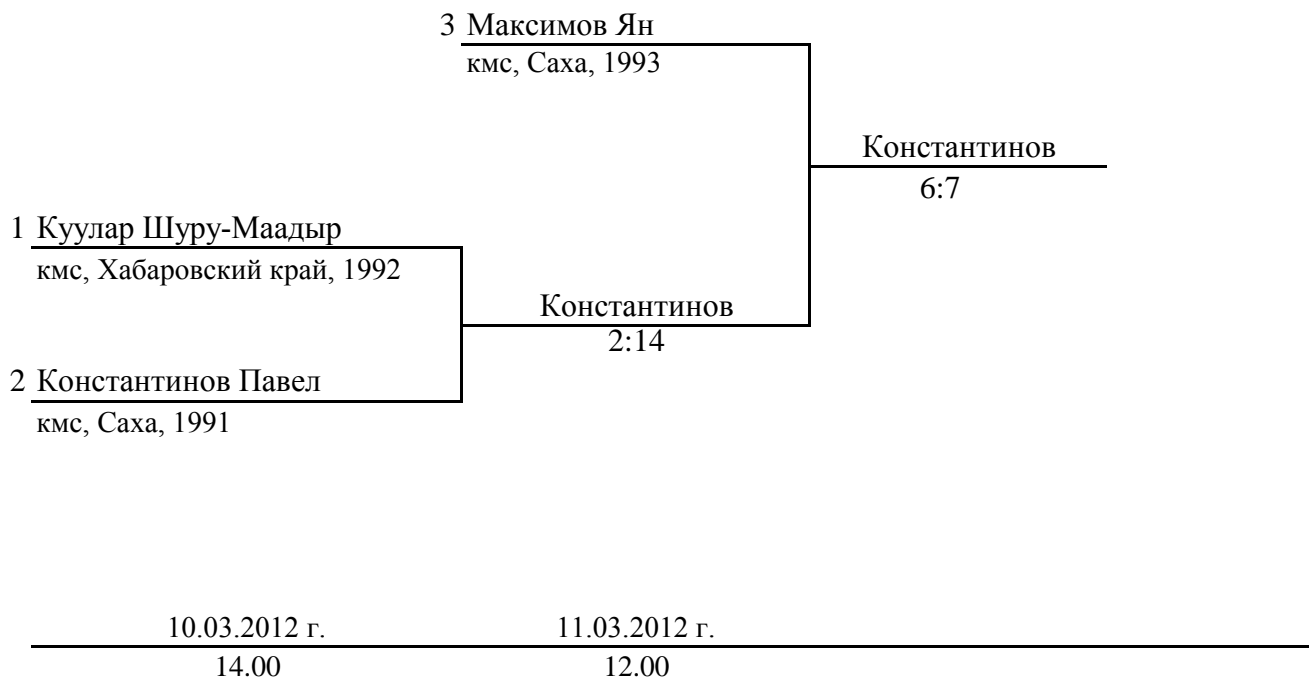 3 Максимов Ян
кмс, Саха, 1993
Константинов
6:7
1 Куулар Шуру-Маадыр
кмс, Хабаровский край, 1992
Константинов
2:14
2 Константинов Павел
кмс, Саха, 1991
10.03.2012 г. 11.03.2012 г.
14.00 12.00